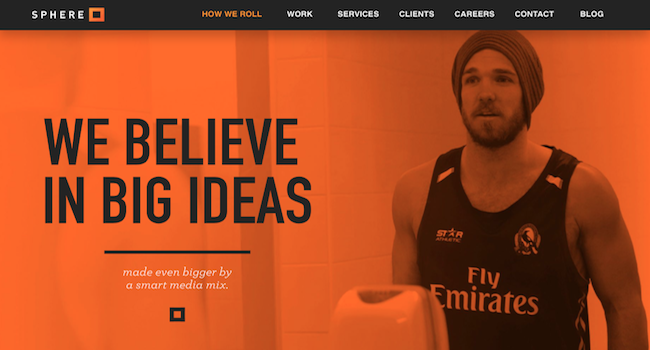 SPHERE
HOW WE ROLL
WORK
SERVICES
CLIENTS
CAREERS
CONTACT
BLOG
WE BELIEVE
IN BIG IDEAS
made even bigger by
a smart media mix.
STAR
ATHLETIC
Fly
Emirates